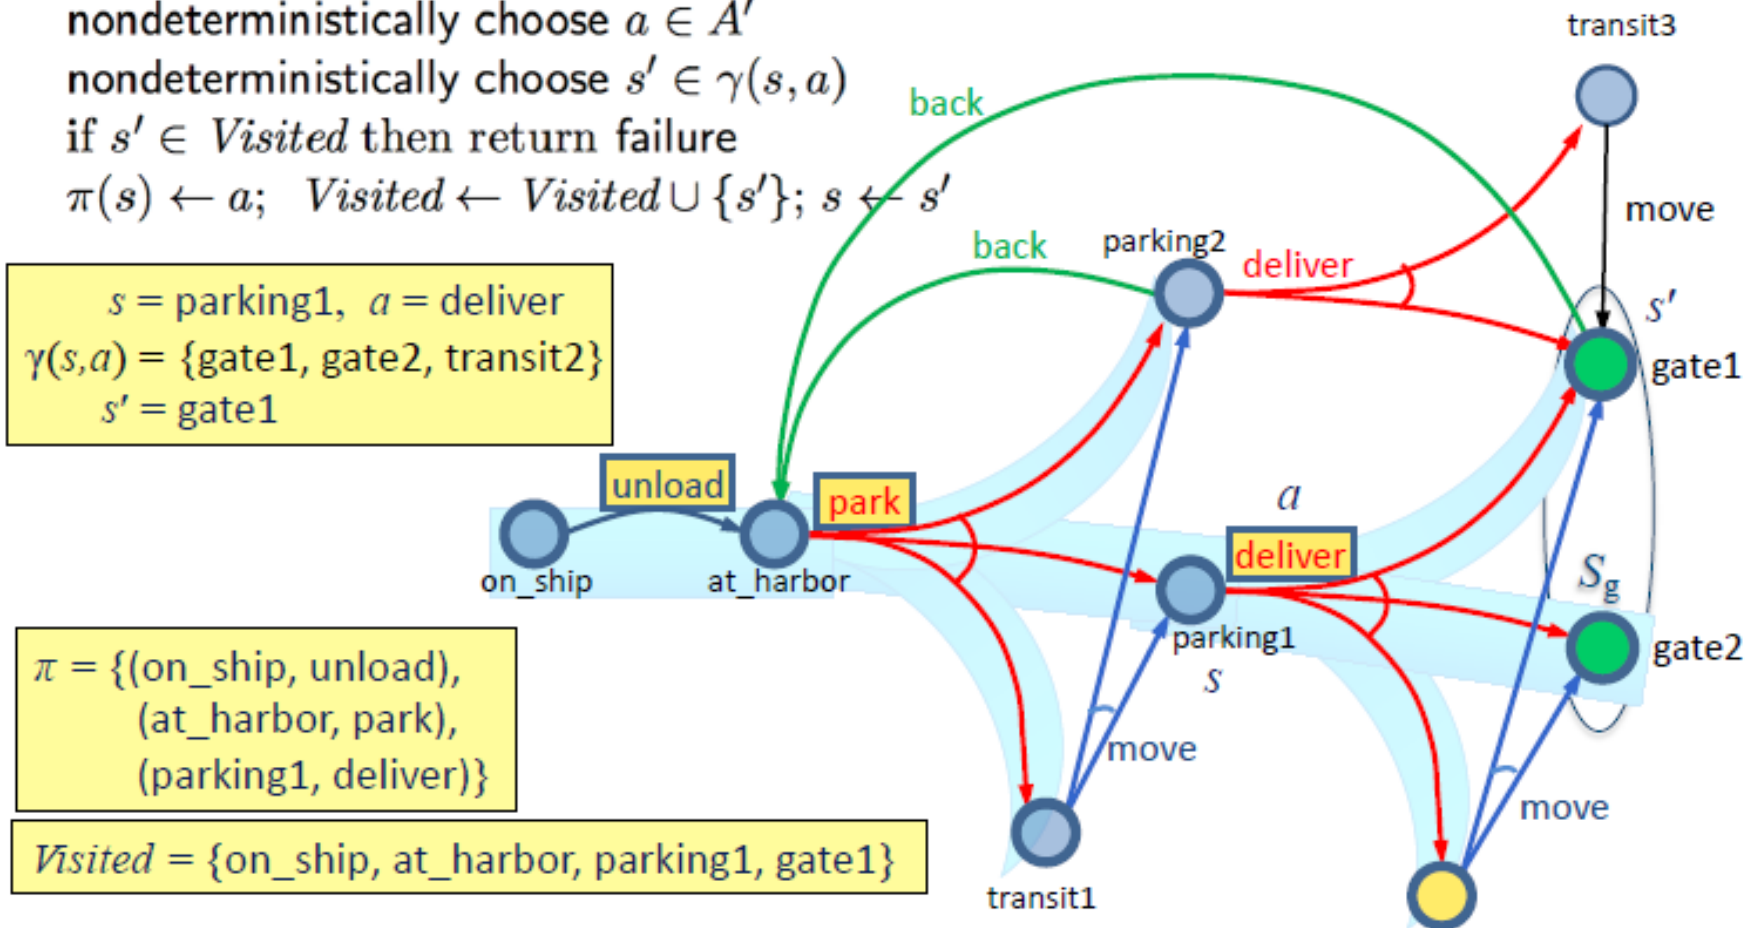 nondeterministically choose a ∈ A′
nondeterministically choose s′ ∈ γ(s, a)
if s′ ∈ Visited then return failure
π(s) ← a; Visited ← Visited ∪ {s′}; s ← s′
s = parking1, a = deliver
γ(s,a) = {gate1, gate2, transit2}
s′ = gate1
π = {(on_ship, unload),
(at_harbor, park),
(parking1, deliver)}
Visited = {on_ship, at_harbor, parking1, gate1}
transit3
back
move
parking2
back
deliver
s′
gate1
unload
park
a
deliver
on_ship
at_harbor
S_g
parking1
gate2
s
move
move
transit1